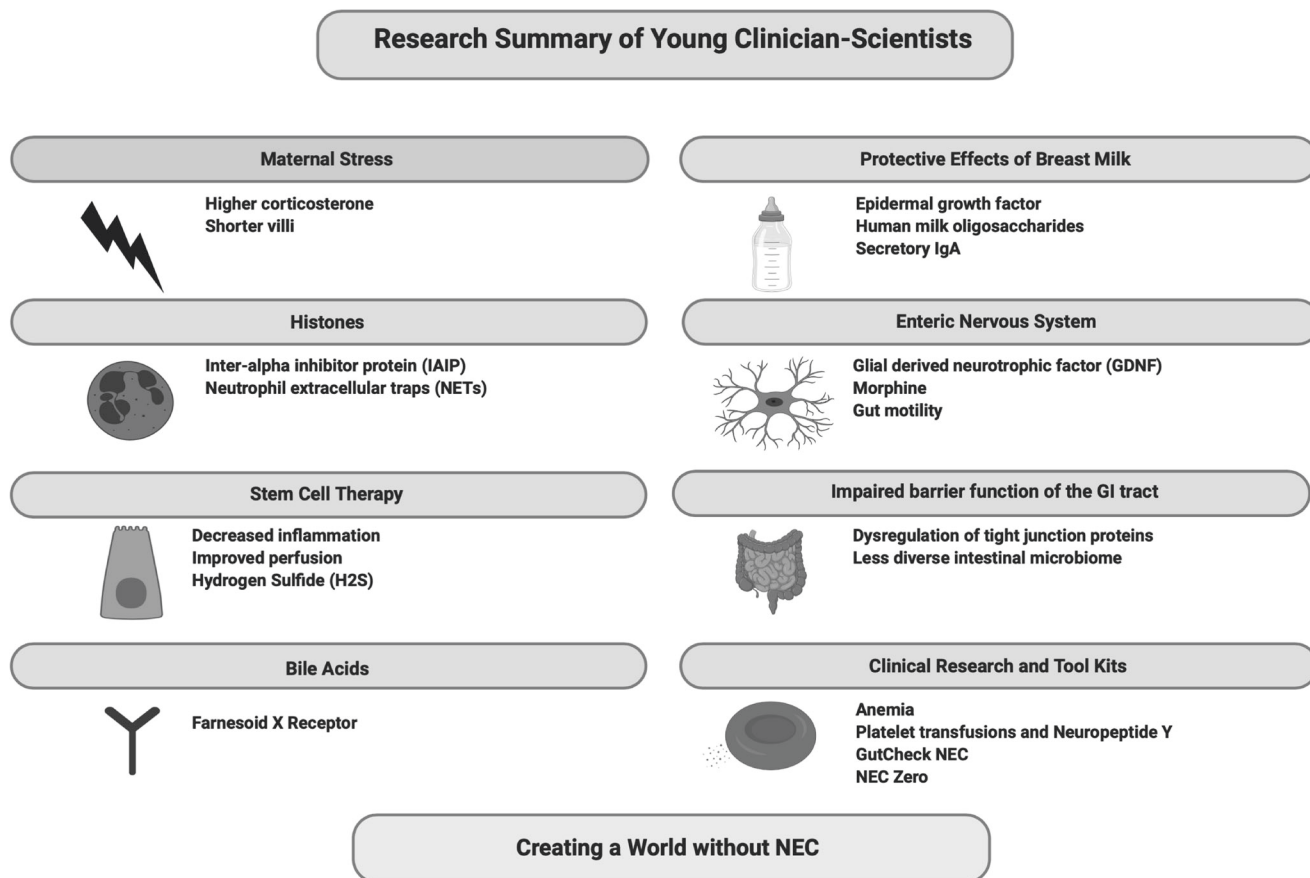 Research Summary of Young Clinician-Scientists
Maternal Stress
Higher corticosterone
Shorter villi
Protective Effects of Breast Milk
Epidermal growth factor
Human milk oligosaccharides
Secretory IgA
Histones
Inter-alpha inhibitor protein (IAIP)
Neutrophil extracellular traps (NETs)
Enteric Nervous System
Glial derived neurotrophic factor (GDNF)
Morphine
Gut motility
Stem Cell Therapy
Decreased inflammation
Improved perfusion
Hydrogen Sulfide (H2S)
Impaired barrier function of the GI tract
Dysregulation of tight junction proteins
Less diverse intestinal microbiome
Bile Acids
Farnesoid X Receptor
Clinical Research and Tool Kits
Anemia
Platelet transfusions and Neuropeptide Y
GutCheck NEC
NEC Zero
Creating a World without NEC